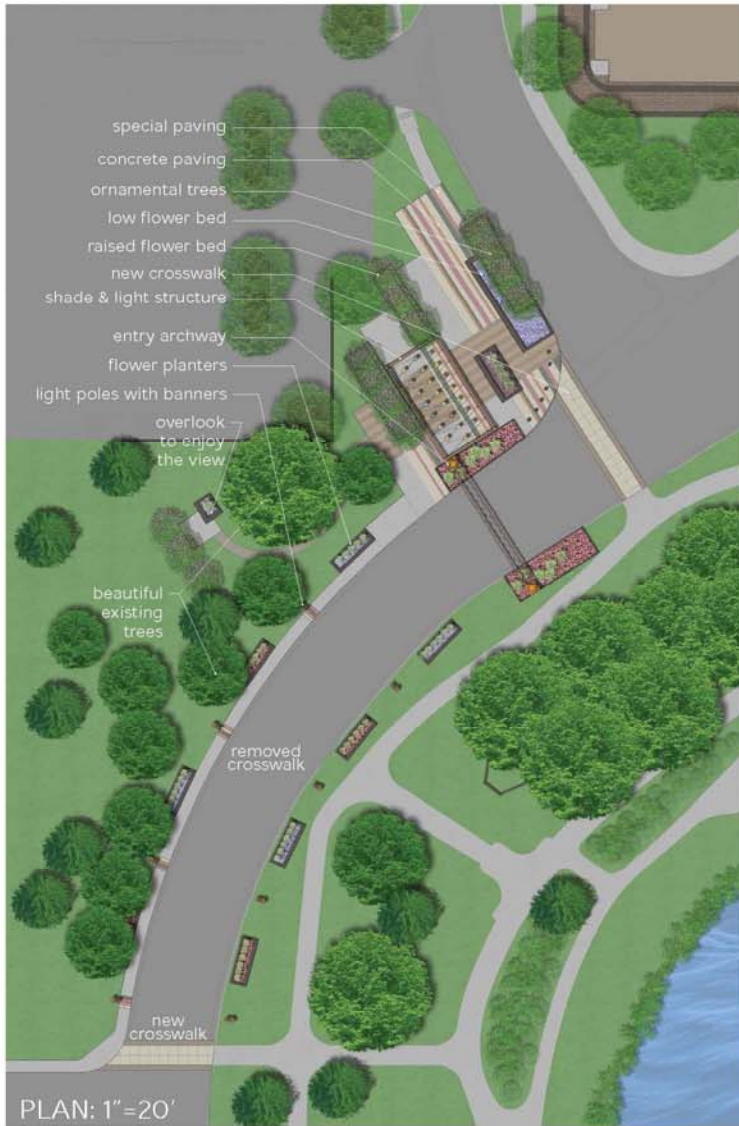 special paving
concrete paving
ornamental trees
low flower bed
raised flower bed
new crosswalk
shade & light structure
entry archway
flower planters
light poles with banners
overlook
to enjoy
the view
beautiful
existing
trees
removed
crosswalk
new
crosswalk
PLAN: 1"=20'